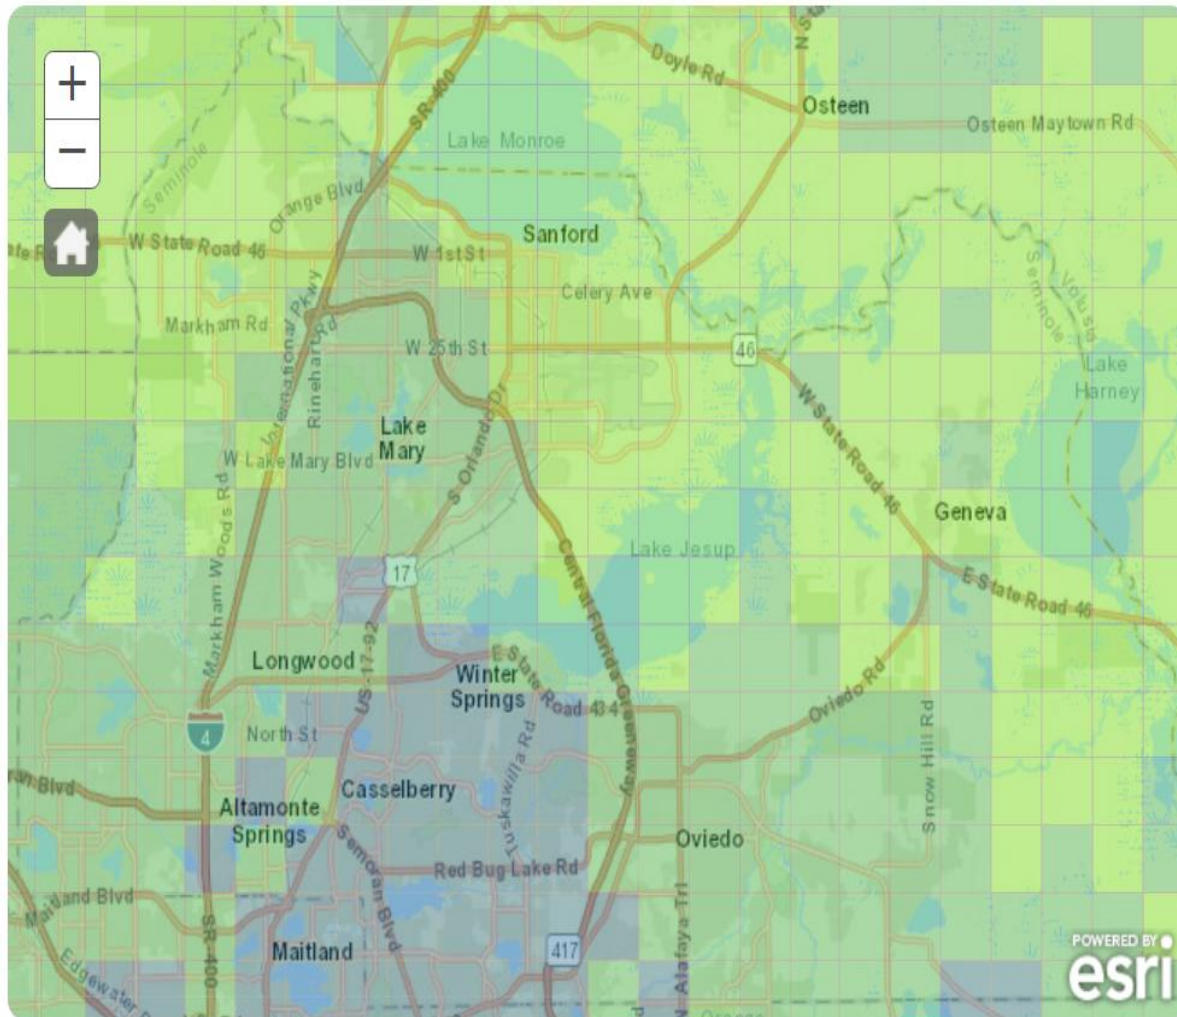 +
Doyle Rd
SR-400
Osteen
Lake Monroe
Osteen Maytown Rd
−
Seminole
Orange Blvd
Sanford
W State Road 46
W 1st St
Celery Ave
Seminole
Volusia
International Pkwy
Markham Rd
Rinehart Rd
W 25th St
46
Lake
Harney
W State Road 46
Lake
Mary
S Orlando Dr
W Lake Mary Blvd
Markham Woods Rd
Geneva
Lake Jesup
Central Florida Greeneway
17
E State Road 46
US-17-92
Longwood
E State Road 434
Winter
Springs
Oviedo Rd
4
North St
Snow Hill Rd
Tuskawilla Rd
Casselberry
Altamonte
Springs
Semoran Blvd
Oviedo
Red Bug Lake Rd
Maitland Blvd
SR-400
N Alafaya Trl
Maitland
417
Edgewater
Orange
POWERED BY
esri